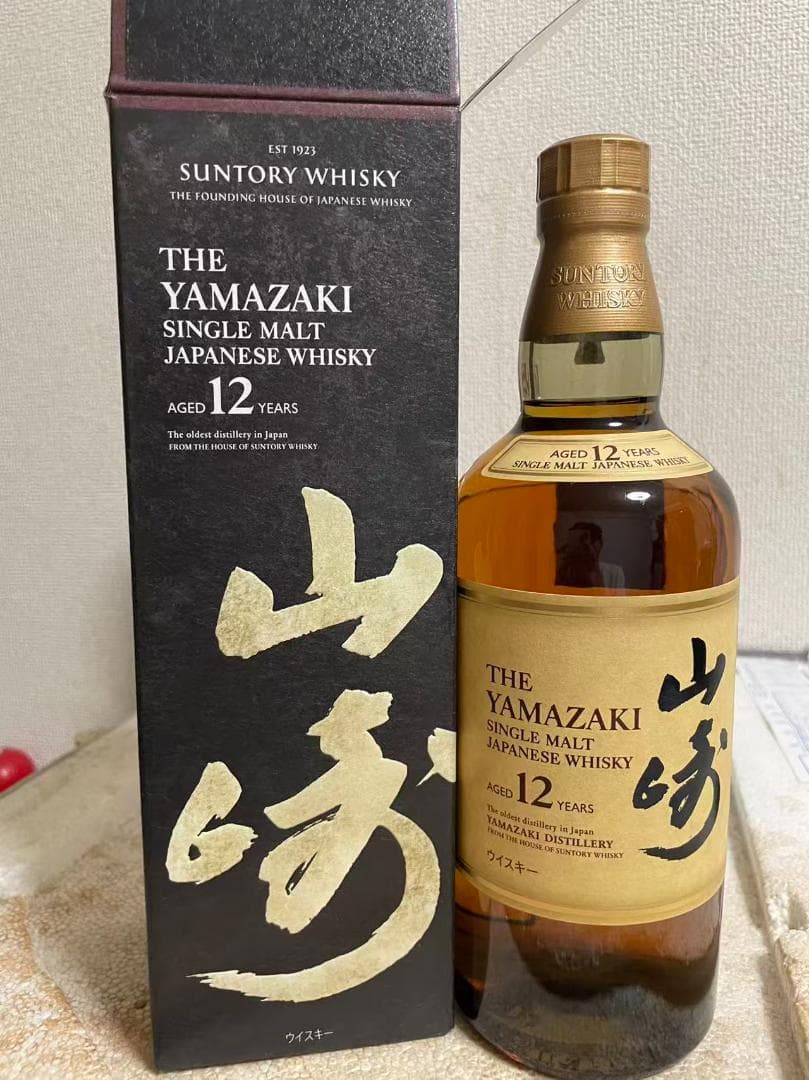 EST 1923
SUNTORY WHISKY
THE FOUNDING HOUSE OF JAPANESE WHISKY
THE
YAMAZAKI
SINGLE MALT
JAPANESE WHISKY
AGED 12 YEARS
The oldest distillery in Japan
FROM THE HOUSE OF SUNTORY WHISKY
山崎
ウイスキー
SUNTORY
WHISKY
AGED 12 YEARS
SINGLE MALT JAPANESE WHISKY
THE
YAMAZAKI
SINGLE MALT
JAPANESE WHISKY
AGED 12 YEARS
The oldest distillery in Japan
YAMAZAKI DISTILLERY
FROM THE HOUSE OF SUNTORY WHISKY
ウイスキー
山崎